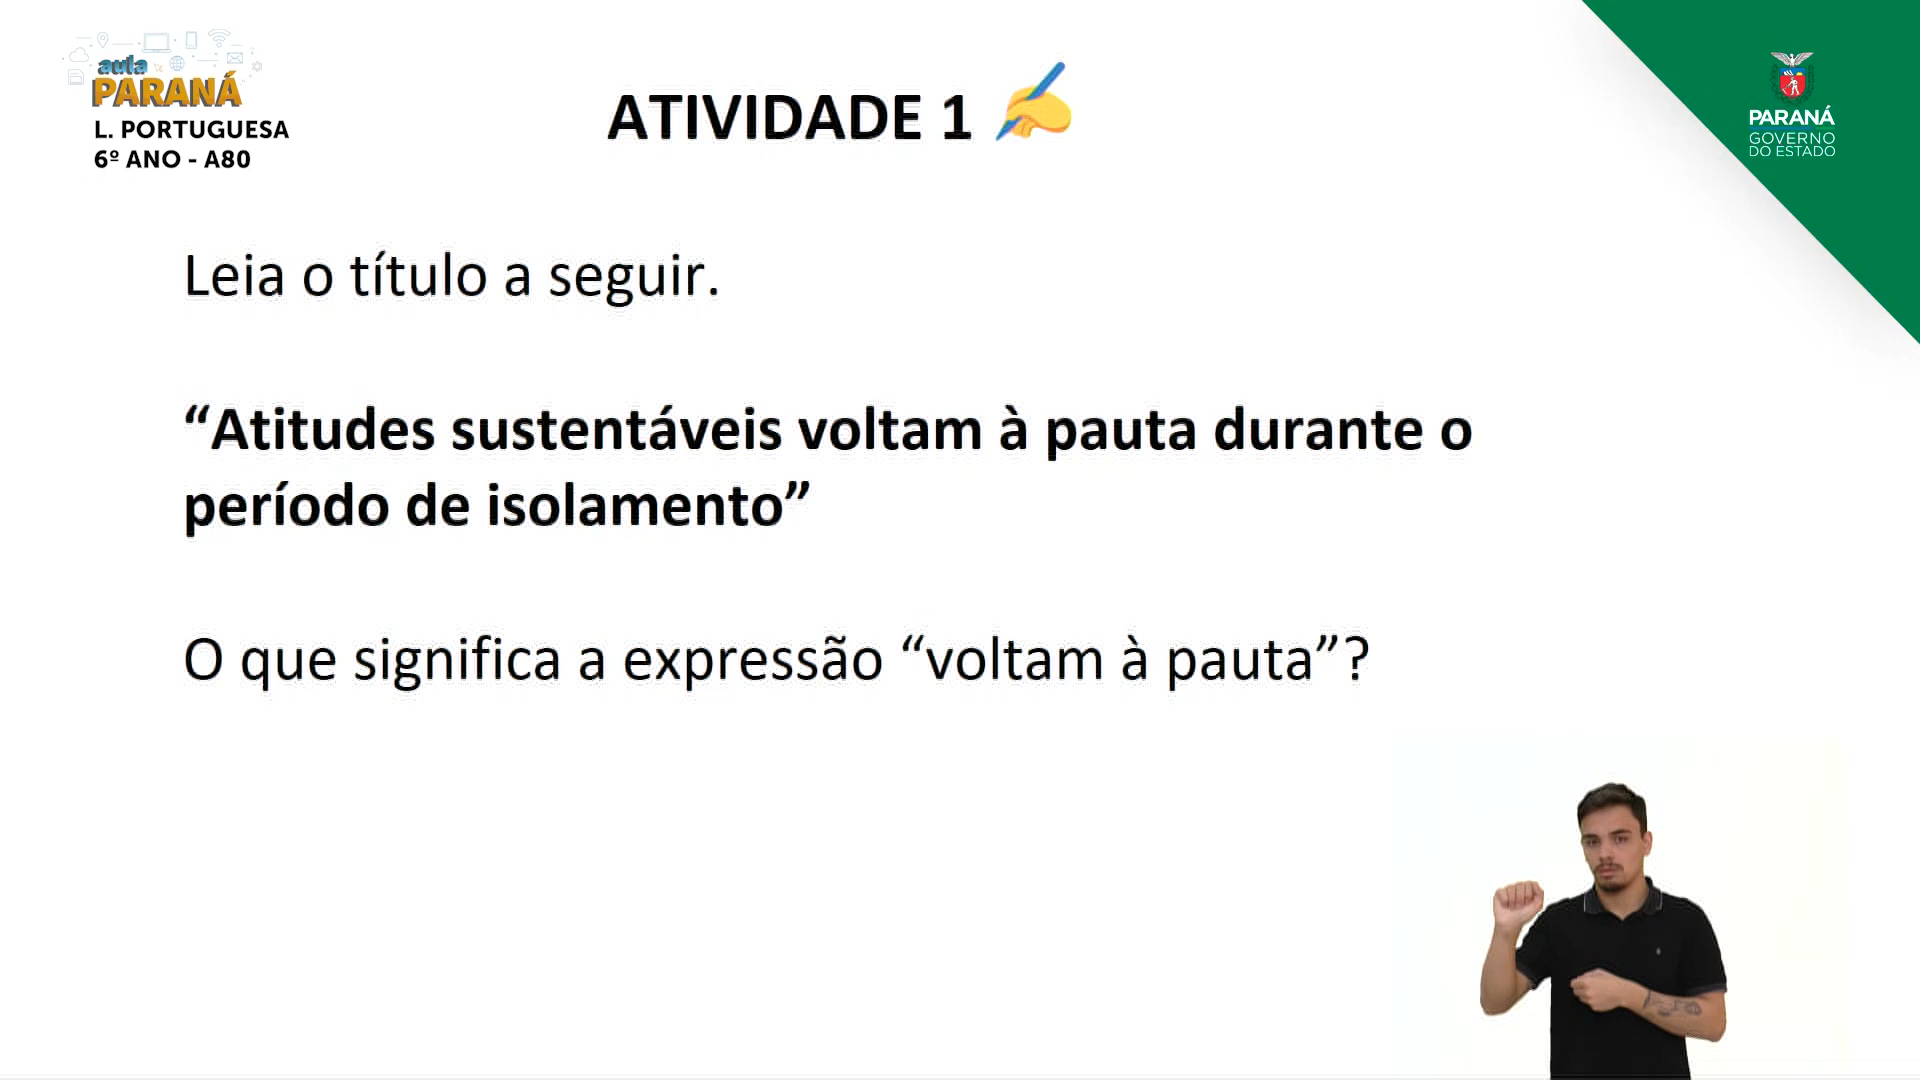 aula
PARANÁ
L. PORTUGUESA
6º ANO - A80
ATIVIDADE 1
PARANÁ
GOVERNO
DO ESTADO
Leia o título a seguir.
“Atitudes sustentáveis voltam à pauta durante o
período de isolamento”
O que significa a expressão “voltam à pauta”?